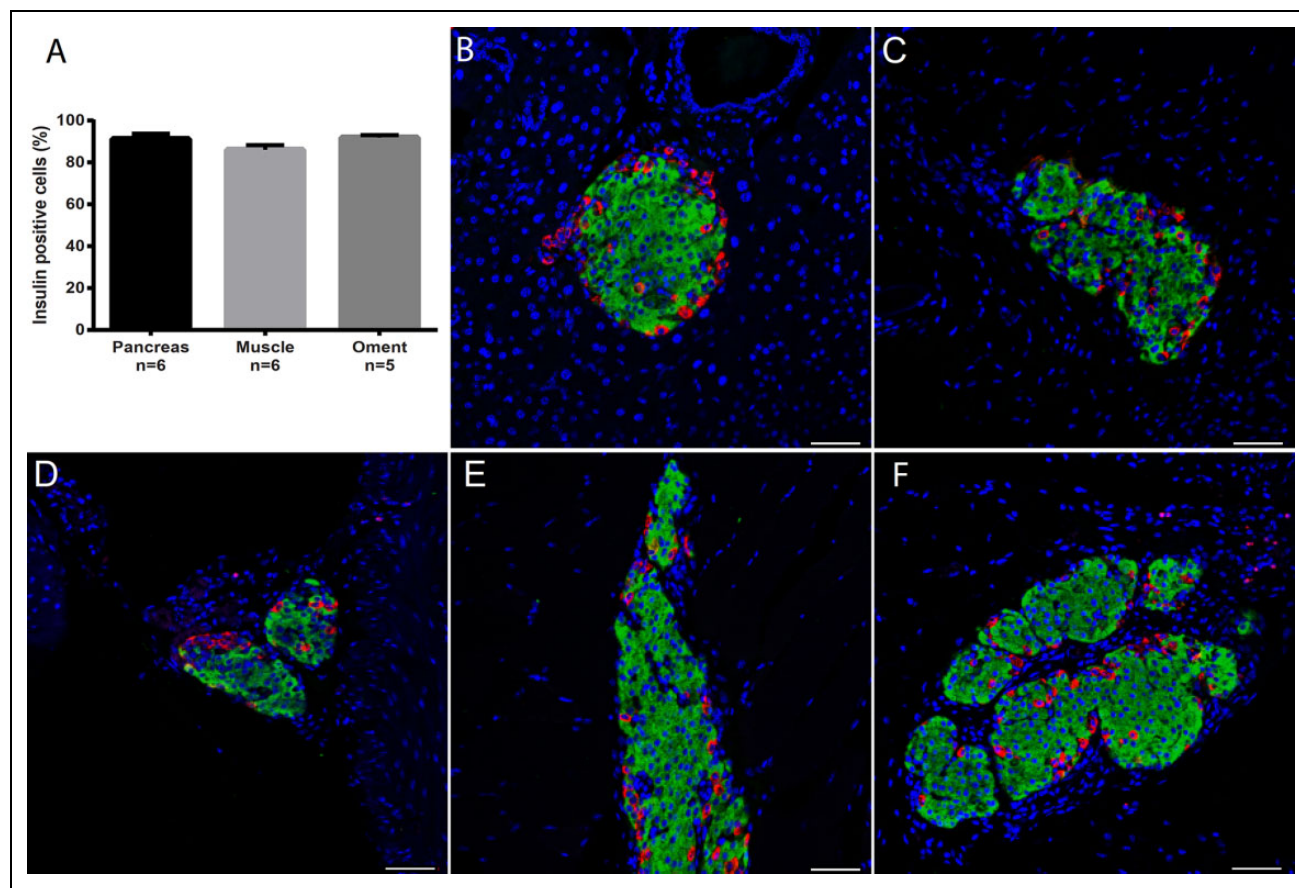 A
Insulin positive cells (%)
100
80
60
40
20
0
Pancreas
n=6
Muscle
n=6
Oment
n=5
B
C
D
E
F